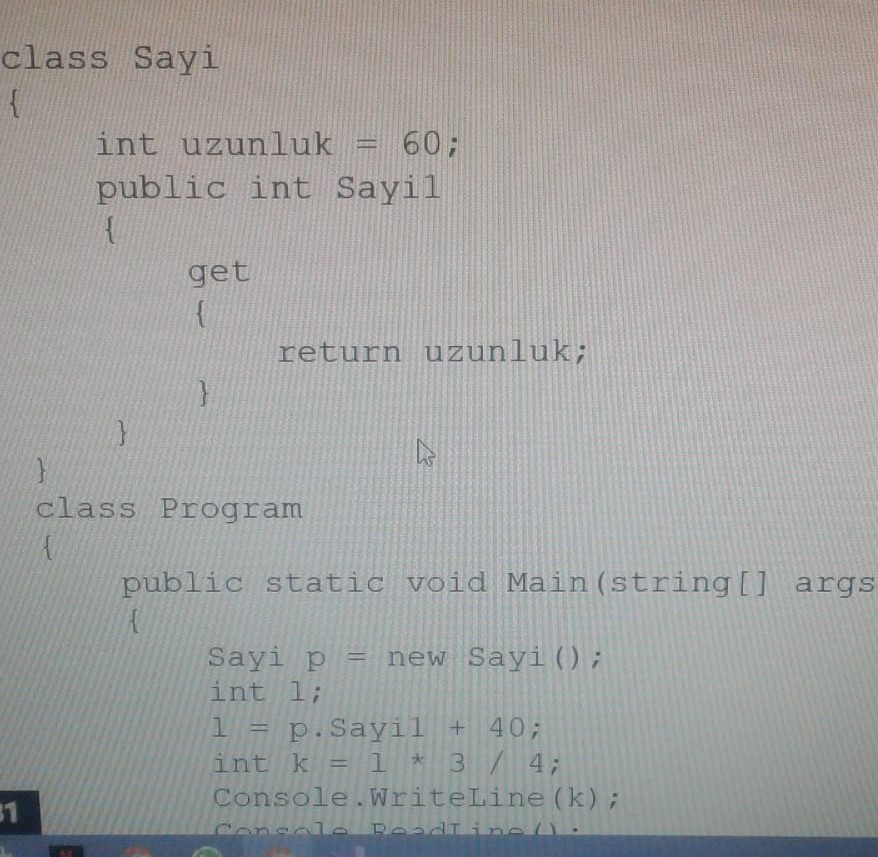 class Sayi
{
int uzunluk = 60;
public int Sayi1
{
get
{
return uzunluk;
}
}
}
class Program
{
public static void Main(string[] args
{
Sayi p = new Sayi();
int l;
l = p.Sayi1 + 40;
int k = l * 3 / 4;
Console.WriteLine(k);
Console.ReadLine();
31